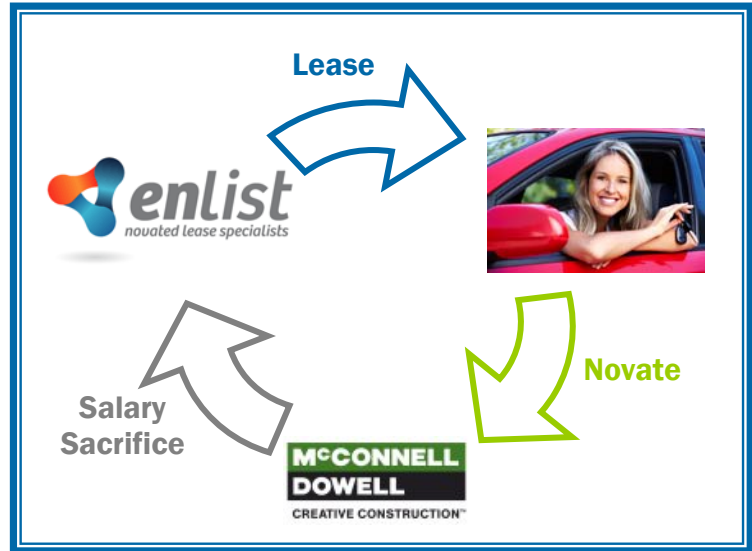 Lease
enlist
novated lease specialists
Novate
Salary
Sacrifice
MCCONNELL
DOWELL
CREATIVE CONSTRUCTION™